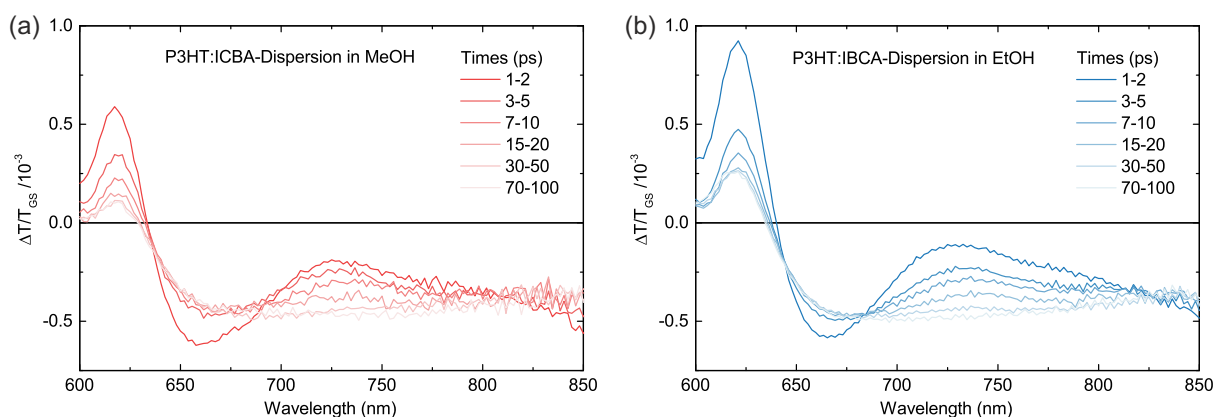 (a)
P3HT:ICBA-Dispersion in MeOH
Times (ps)
1-2
3-5
7-10
15-20
30-50
70-100
1.0
0.5
0.0
-0.5
ΔT/T_GS /10^-3
600 650 700 750 800 850
Wavelength (nm)
(b)
P3HT:IBCA-Dispersion in EtOH
Times (ps)
1-2
3-5
7-10
15-20
30-50
70-100
1.0
0.5
0.0
-0.5
ΔT/T_GS /10^-3
600 650 700 750 800 850
Wavelength (nm)